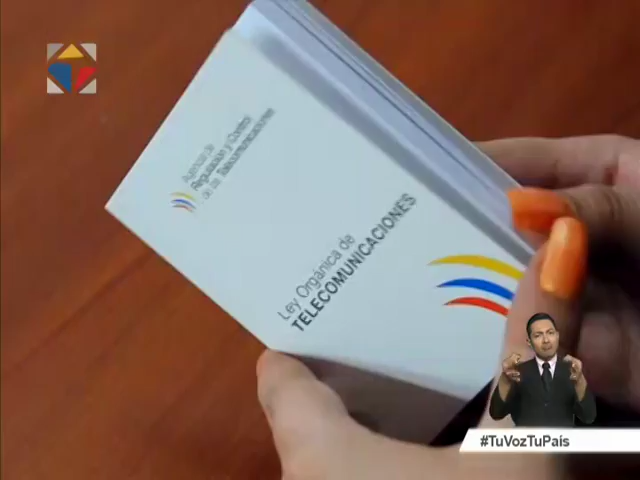 Agencia de
Regulación y Control
de las Telecomunicaciones
Ley Orgánica de
TELECOMUNICACIONES
#TuVozTuPaís